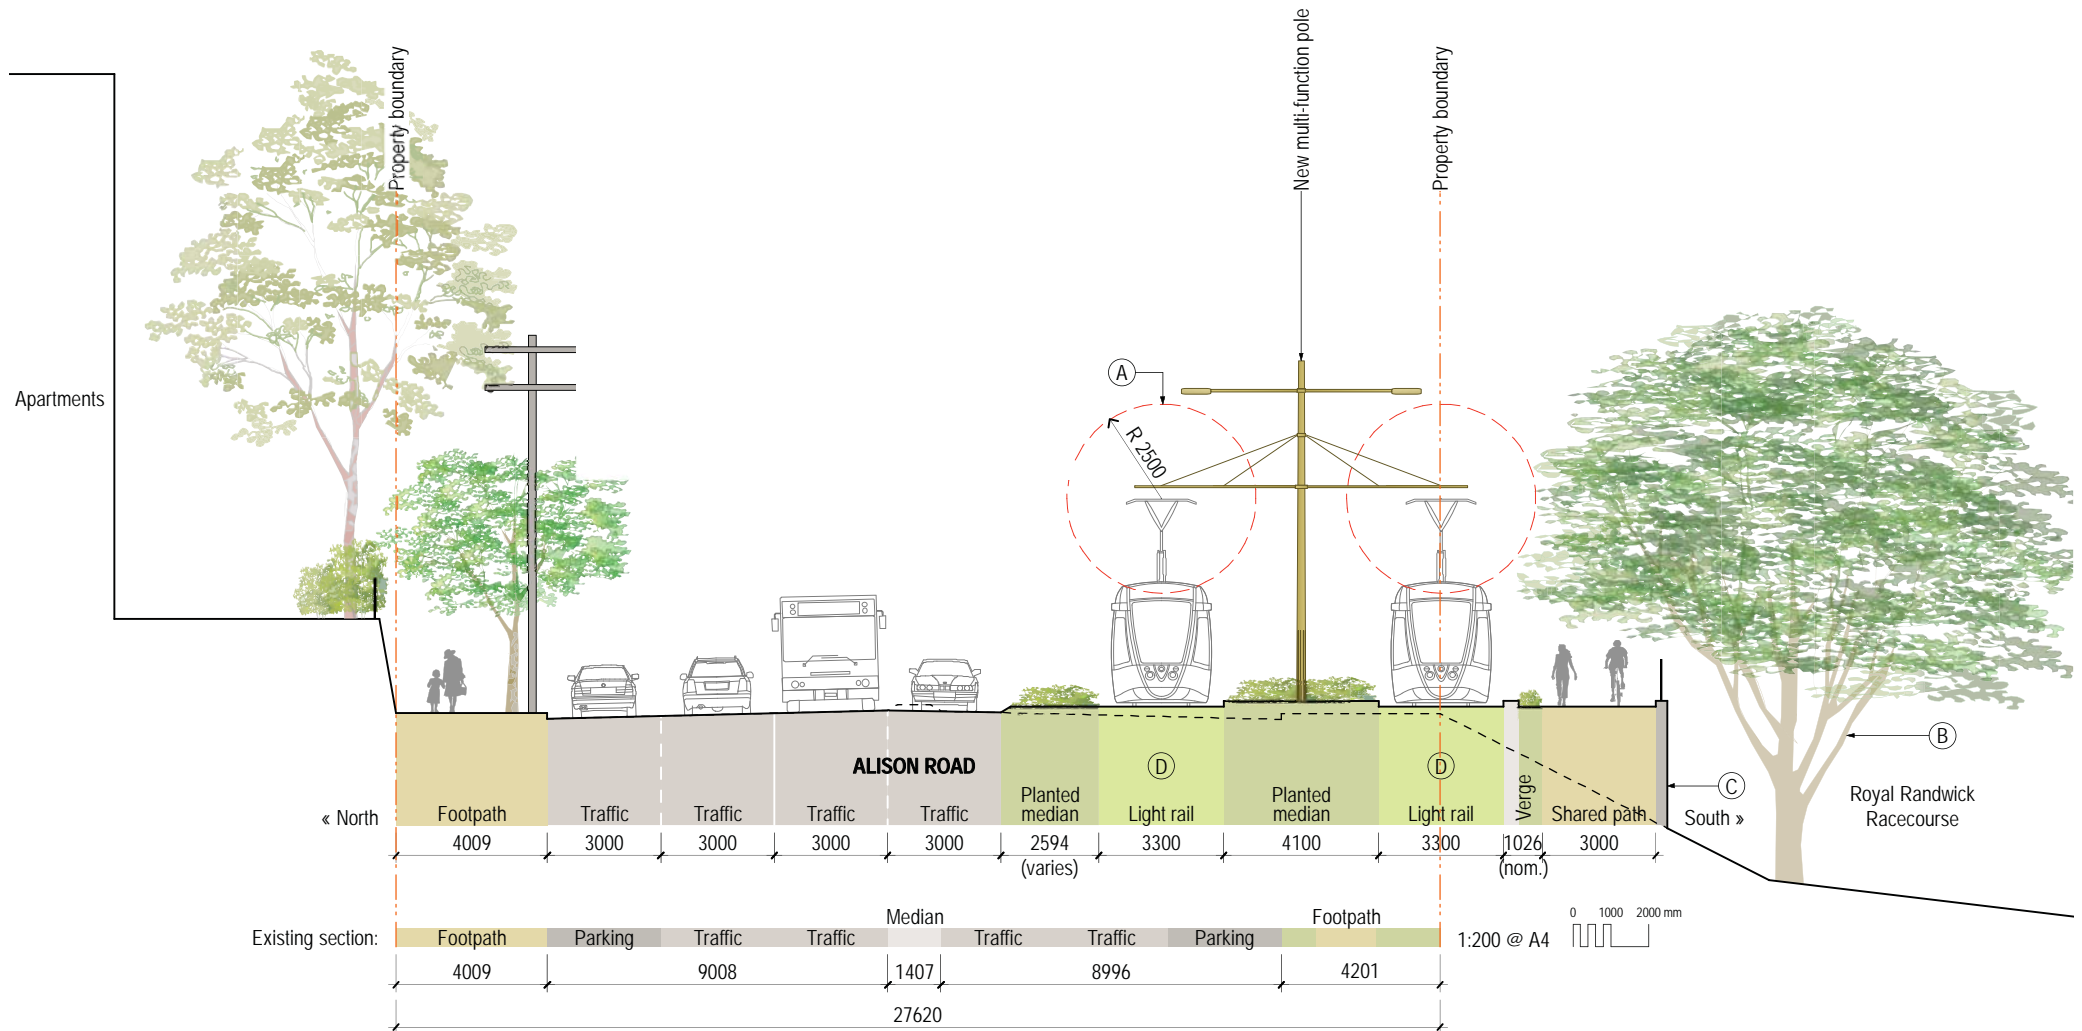 Property boundary
New multi-function pole
Property boundary
Apartments
A
R 2500
B
C
ALISON ROAD
D
D
« North
Footpath
Traffic
Traffic
Traffic
Traffic
Planted
median
Light rail
Planted
median
Light rail
Verge
Shared path
South »
Royal Randwick
Racecourse
4009
3000
3000
3000
3000
2594
(varies)
3300
4100
3300
1026
(nom.)
3000
Existing section:
Footpath
Parking
Traffic
Traffic
Median
Traffic
Traffic
Parking
Footpath
1:200 @ A4
0 1000 2000 mm
4009
9008
1407
8996
4201
27620